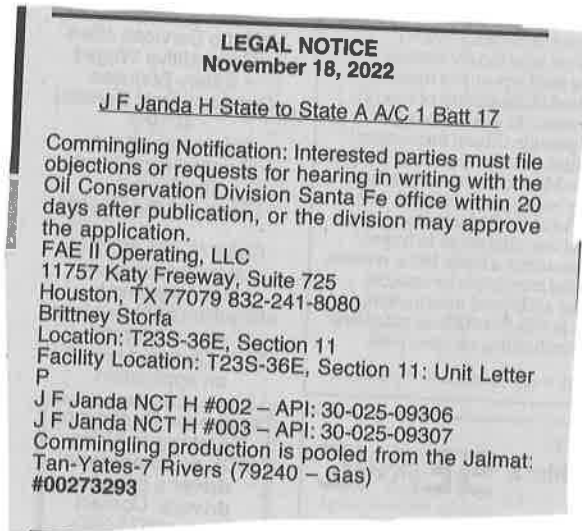 LEGAL NOTICE
November 18, 2022
J F Janda H State to State A A/C 1 Batt 17
Commingling Notification: Interested parties must file
objections or requests for hearing in writing with the
Oil Conservation Division Santa Fe office within 20
days after publication, or the division may approve
the application.
FAE II Operating, LLC
11757 Katy Freeway, Suite 725
Houston, TX 77079 832-241-8080
Brittney Storfa
Location: T23S-36E, Section 11
Facility Location: T23S-36E, Section 11: Unit Letter
P
J F Janda NCT H #002 – API: 30-025-09306
J F Janda NCT H #003 – API: 30-025-09307
Commingling production is pooled from the Jalmat:
Tan-Yates-7 Rivers (79240 – Gas)
#00273293